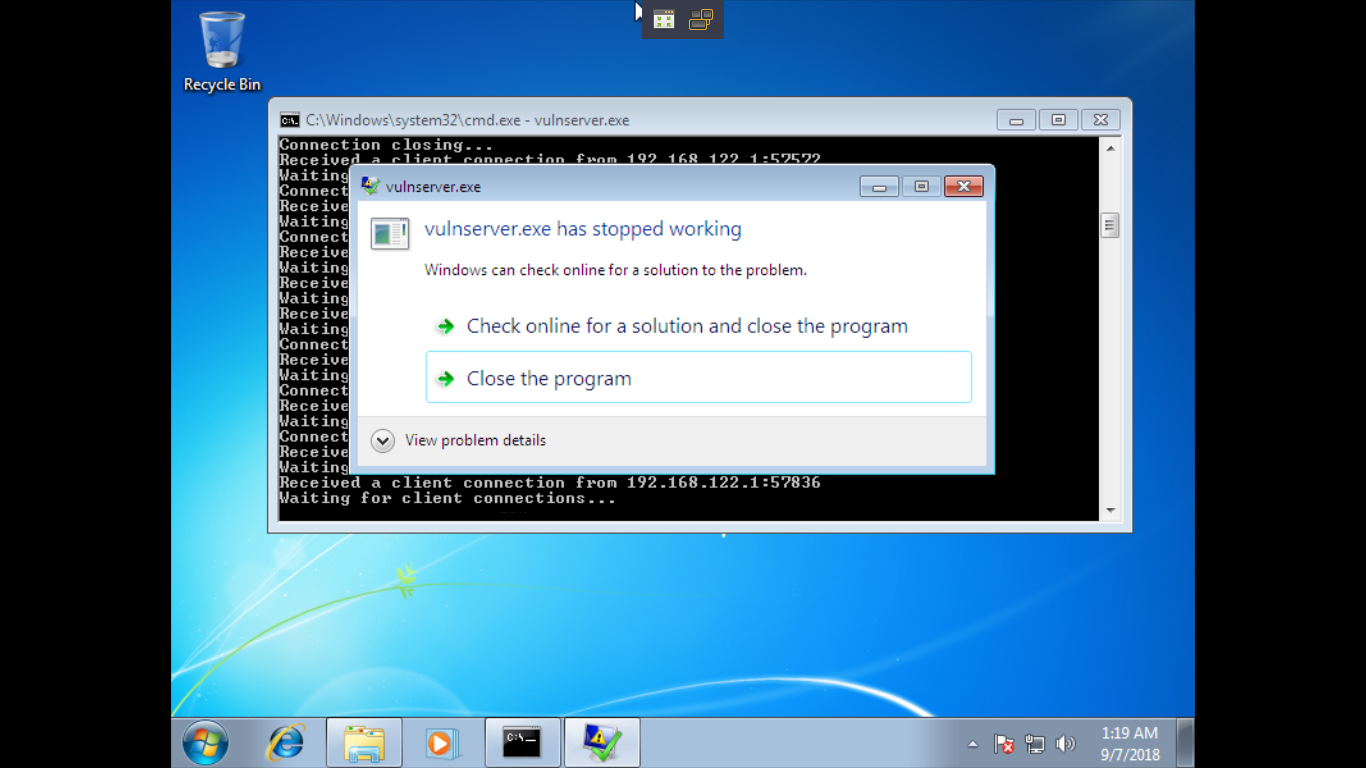 Recycle Bin
C:\Windows\system32\cmd.exe - vulnserver.exe
Connection closing...
Received a client connection from 192.168.122.1:57572
Waiting
Connect
Receive
Waiting
Connect
Receive
Waiting
Receive
Waiting
Receive
Waiting
Connect
Receive
Waiting
Connect
Receive
Waiting
Connect
Receive
Waiting
Received a client connection from 192.168.122.1:57836
Waiting for client connections...
vulnserver.exe
vulnserver.exe has stopped working
Windows can check online for a solution to the problem.
Check online for a solution and close the program
Close the program
View problem details
C:\_
1:19 AM
9/7/2018